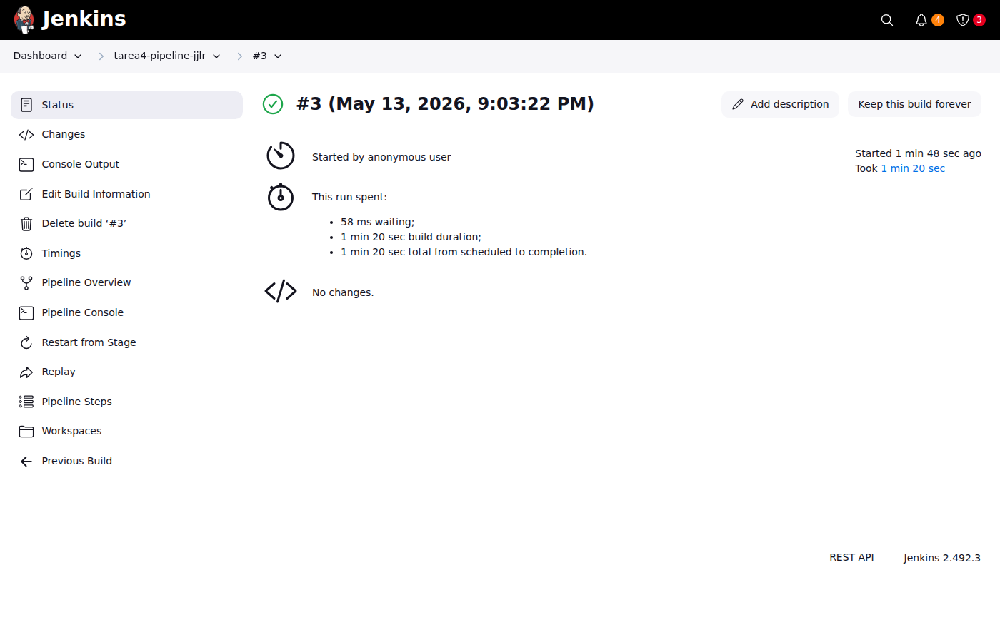 Jenkins
4
3
Dashboard
tarea4-pipeline-jjlr
#3
Status
Changes
Console Output
Edit Build Information
Delete build ‘#3’
Timings
Pipeline Overview
Pipeline Console
Restart from Stage
Replay
Pipeline Steps
Workspaces
Previous Build
#3 (May 13, 2026, 9:03:22 PM)
Add description
Keep this build forever
Started by anonymous user
Started 1 min 48 sec ago
Took 1 min 20 sec
This run spent:
• 58 ms waiting;
• 1 min 20 sec build duration;
• 1 min 20 sec total from scheduled to completion.
No changes.
REST API
Jenkins 2.492.3